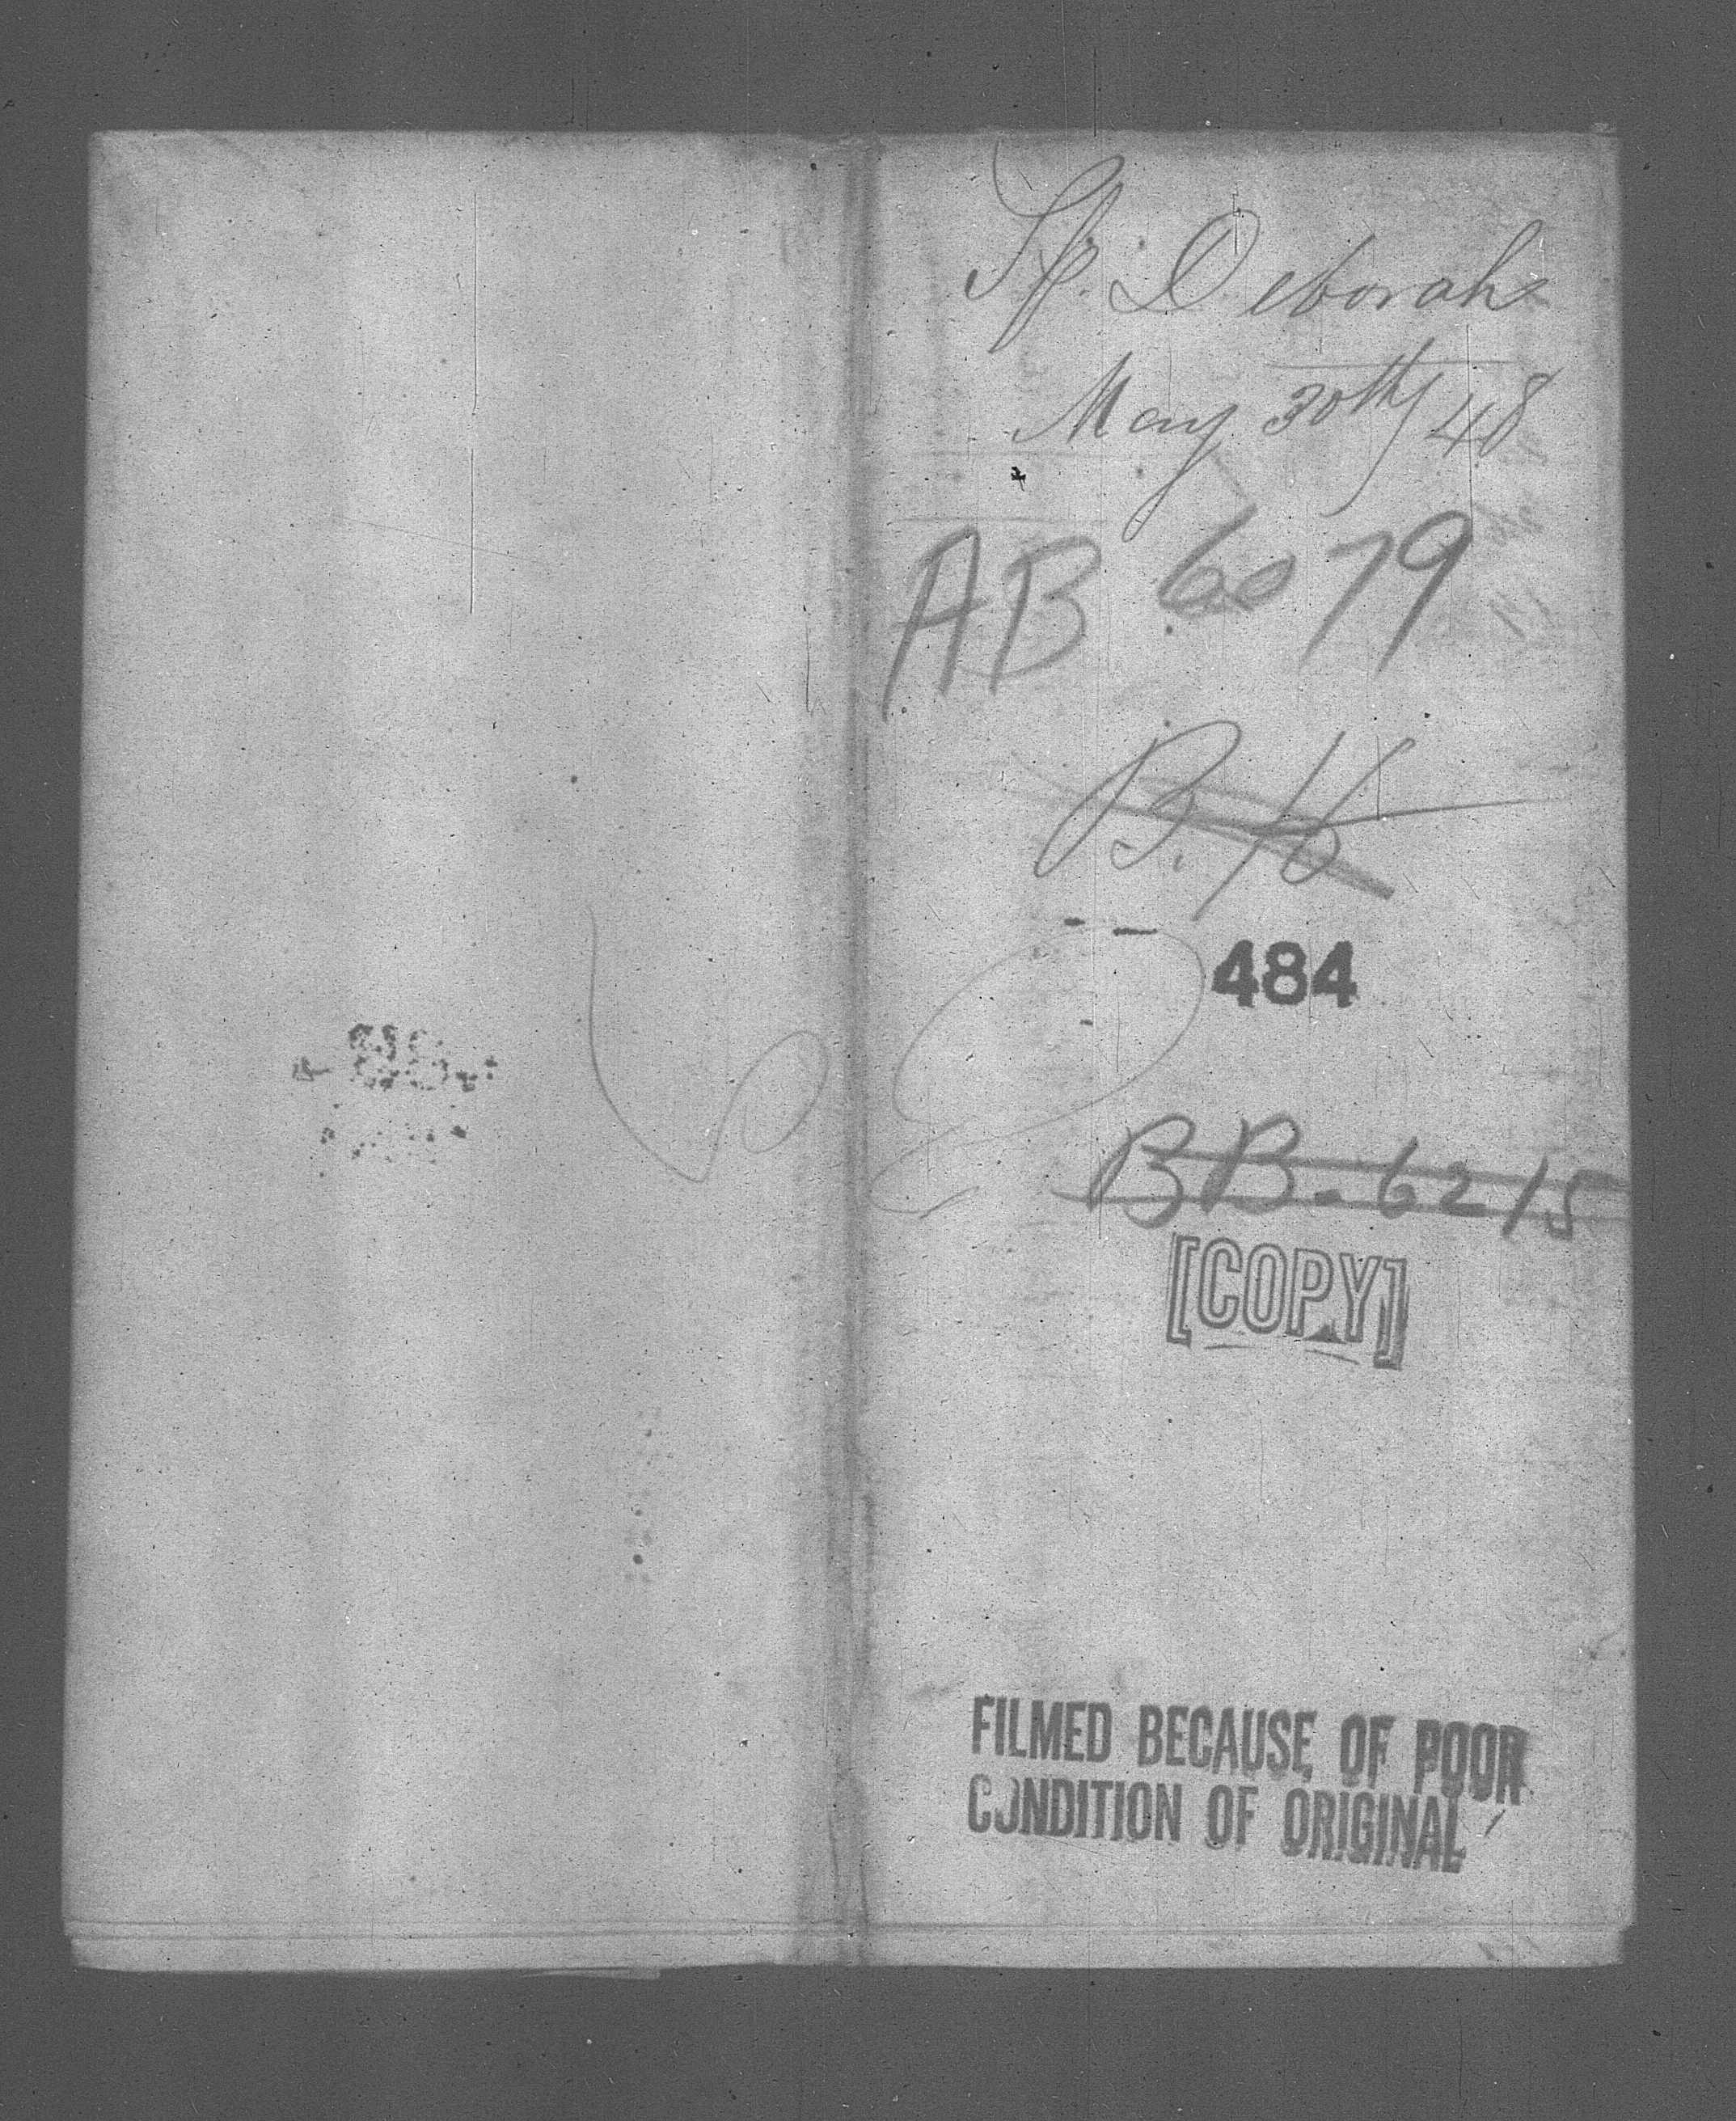 Sp. Deborah
May 30th/48
AB 6079
B.H
484
BB-6215
[COPY]
FILMED BECAUSE OF POOR
CONDITION OF ORIGINAL